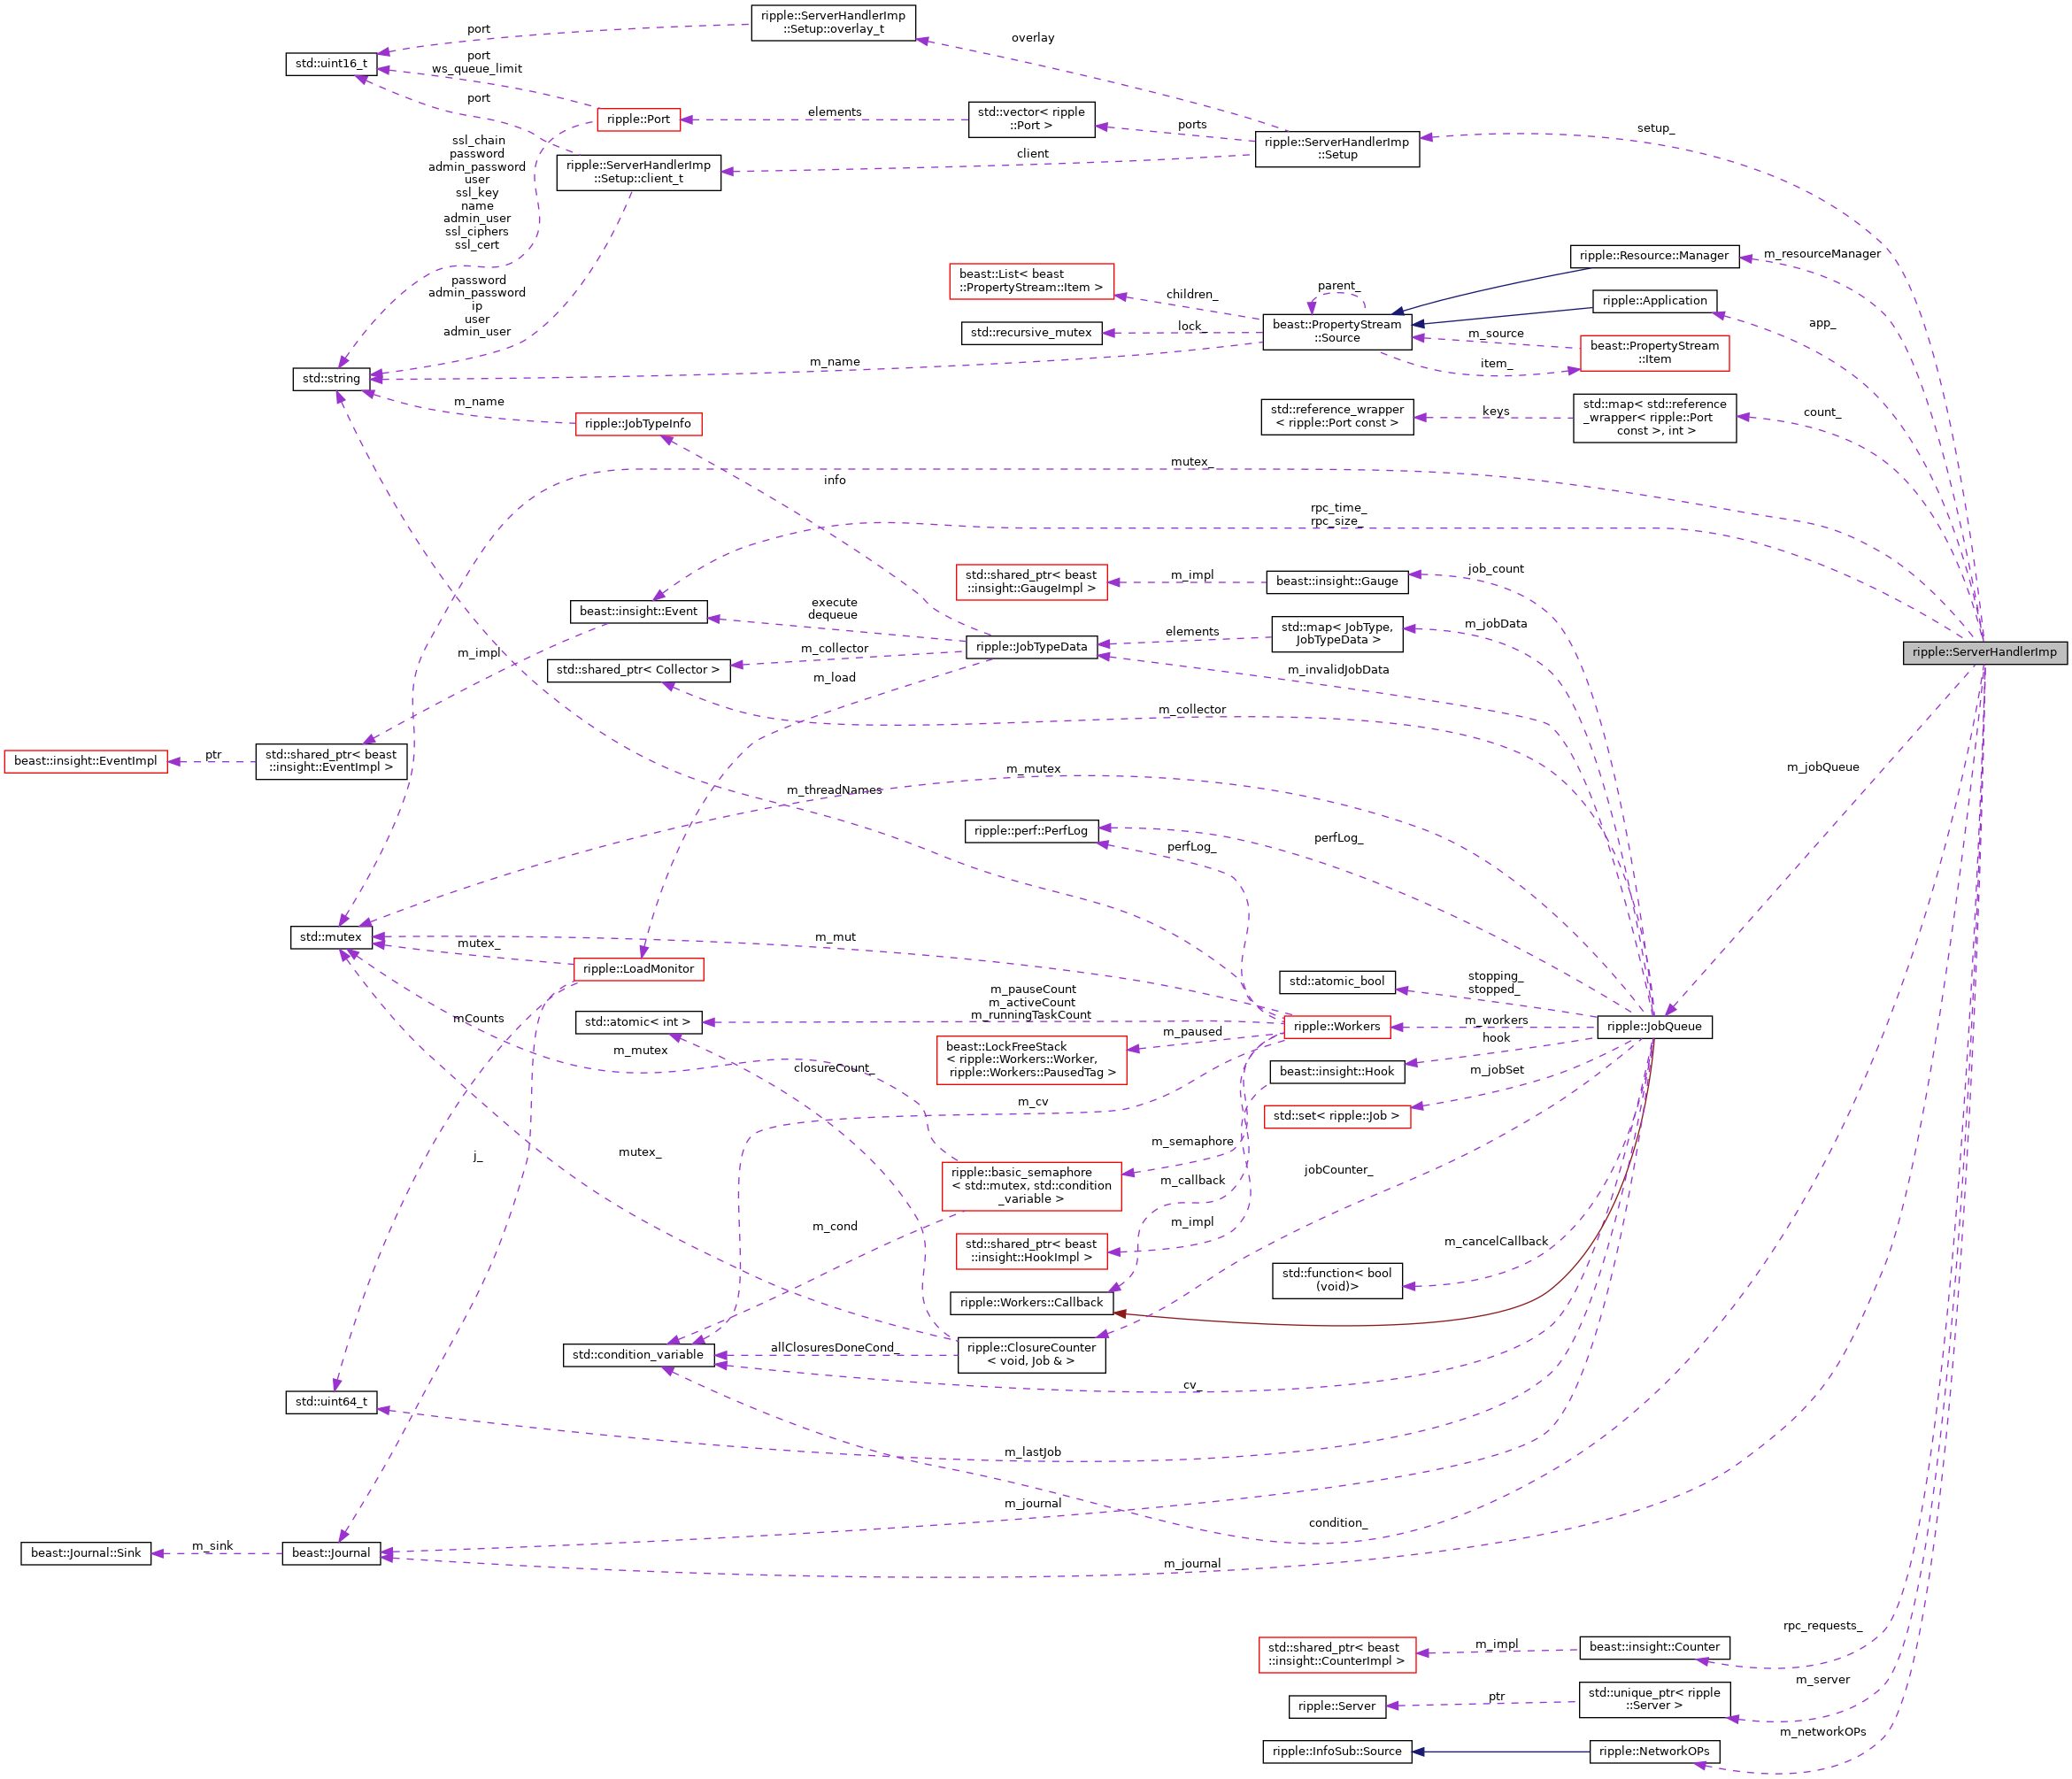 ripple::ServerHandlerImp
::Setup::overlay_t
port
overlay
std::uint16_t
port
ws_queue_limit
port
ripple::Port
elements
std::vector< ripple
::Port >
ports
setup_
ripple::ServerHandlerImp
::Setup
client
ripple::ServerHandlerImp
::Setup::client_t
ssl_chain
password
admin_password
user
ssl_key
name
admin_user
ssl_ciphers
ssl_cert
ripple::Resource::Manager
m_resourceManager
beast::List< beast
::PropertyStream::Item >
children_
parent_
password
admin_password
ip
user
admin_user
ripple::Application
app_
std::recursive_mutex
lock_
beast::PropertyStream
::Source
m_source
beast::PropertyStream
::Item
item_
m_name
std::string
m_name
ripple::JobTypeInfo
std::reference_wrapper
< ripple::Port const >
keys
std::map< std::reference
_wrapper< ripple::Port
const >, int >
count_
mutex_
info
rpc_time_
rpc_size_
std::shared_ptr< beast
::insight::GaugeImpl >
m_impl
beast::insight::Gauge
job_count
beast::insight::Event
execute
dequeue
elements
std::map< JobType,
JobTypeData >
m_jobData
m_impl
std::shared_ptr< Collector >
m_collector
ripple::JobTypeData
m_load
m_invalidJobData
ripple::ServerHandlerImp
m_collector
beast::insight::EventImpl
ptr
std::shared_ptr< beast
::insight::EventImpl >
m_threadNames
m_mutex
m_jobQueue
ripple::perf::PerfLog
perfLog_
perfLog_
std::mutex
m_mut
mutex_
ripple::LoadMonitor
std::atomic_bool
stopping_
stopped_
mCounts
std::atomic< int >
m_pauseCount
m_activeCount
m_runningTaskCount
ripple::Workers
m_workers
ripple::JobQueue
m_mutex
closureCount_
beast::LockFreeStack
< ripple::Workers::Worker,
ripple::Workers::PausedTag >
m_paused
hook
beast::insight::Hook
m_jobSet
m_cv
std::set< ripple::Job >
j_
mutex_
m_semaphore
ripple::basic_semaphore
< std::mutex, std::condition
_variable >
m_callback
jobCounter_
m_cond
m_impl
std::shared_ptr< beast
::insight::HookImpl >
m_cancelCallback
std::function< bool
(void)>
ripple::Workers::Callback
std::condition_variable
allClosuresDoneCond_
ripple::ClosureCounter
< void, Job & >
cv_
std::uint64_t
m_lastJob
m_journal
condition_
beast::Journal::Sink
m_sink
beast::Journal
m_journal
rpc_requests_
std::shared_ptr< beast
::insight::CounterImpl >
m_impl
beast::insight::Counter
m_server
ripple::Server
ptr
std::unique_ptr< ripple
::Server >
m_networkOPs
ripple::InfoSub::Source
ripple::NetworkOPs